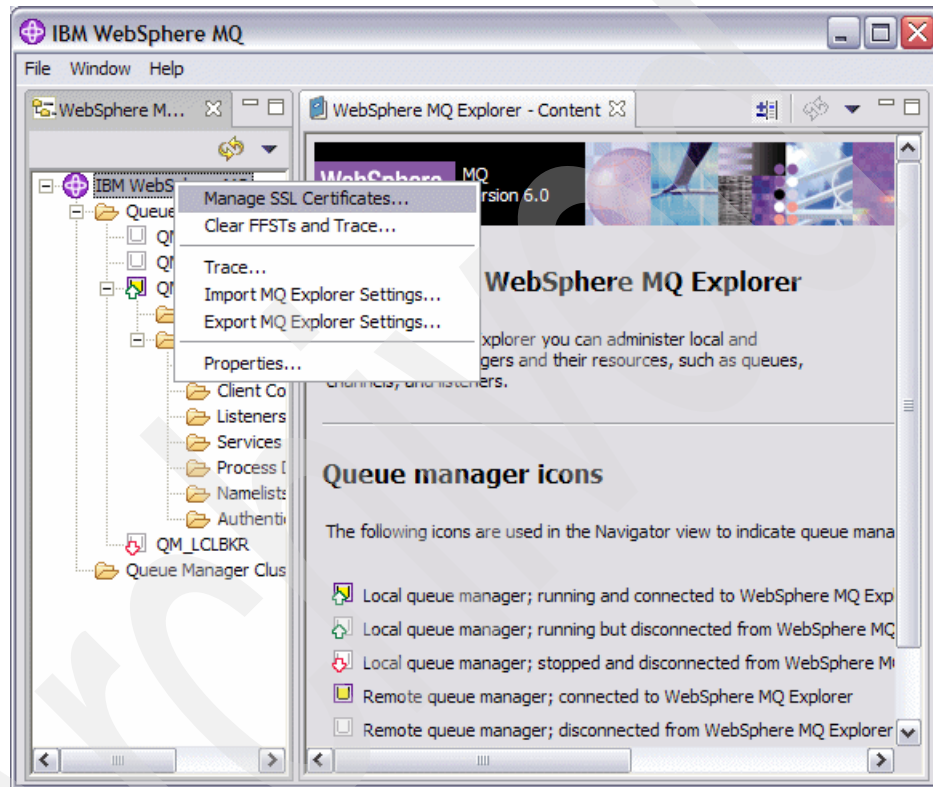 IBM WebSphere MQ
File Window Help
WebSphere M...
WebSphere MQ Explorer - Content
IBM WebS
Queue
QM
QM
QM
Client Co
Listeners
Services
Process D
Namelists
Authenti
QM_LCLBKR
Queue Manager Clus
Manage SSL Certificates...
Clear FFSTs and Trace...
Trace...
Import MQ Explorer Settings...
Export MQ Explorer Settings...
Properties...
WebSphere MQ
rsion 6.0
WebSphere MQ Explorer
xplorer you can administer local and
gers and their resources, such as queues,
channels, and listeners.
Queue manager icons
The following icons are used in the Navigator view to indicate queue mana
Local queue manager; running and connected to WebSphere MQ Expl
Local queue manager; running but disconnected from WebSphere MQ
Local queue manager; stopped and disconnected from WebSphere M
Remote queue manager; connected to WebSphere MQ Explorer
Remote queue manager; disconnected from WebSphere MQ Explorer